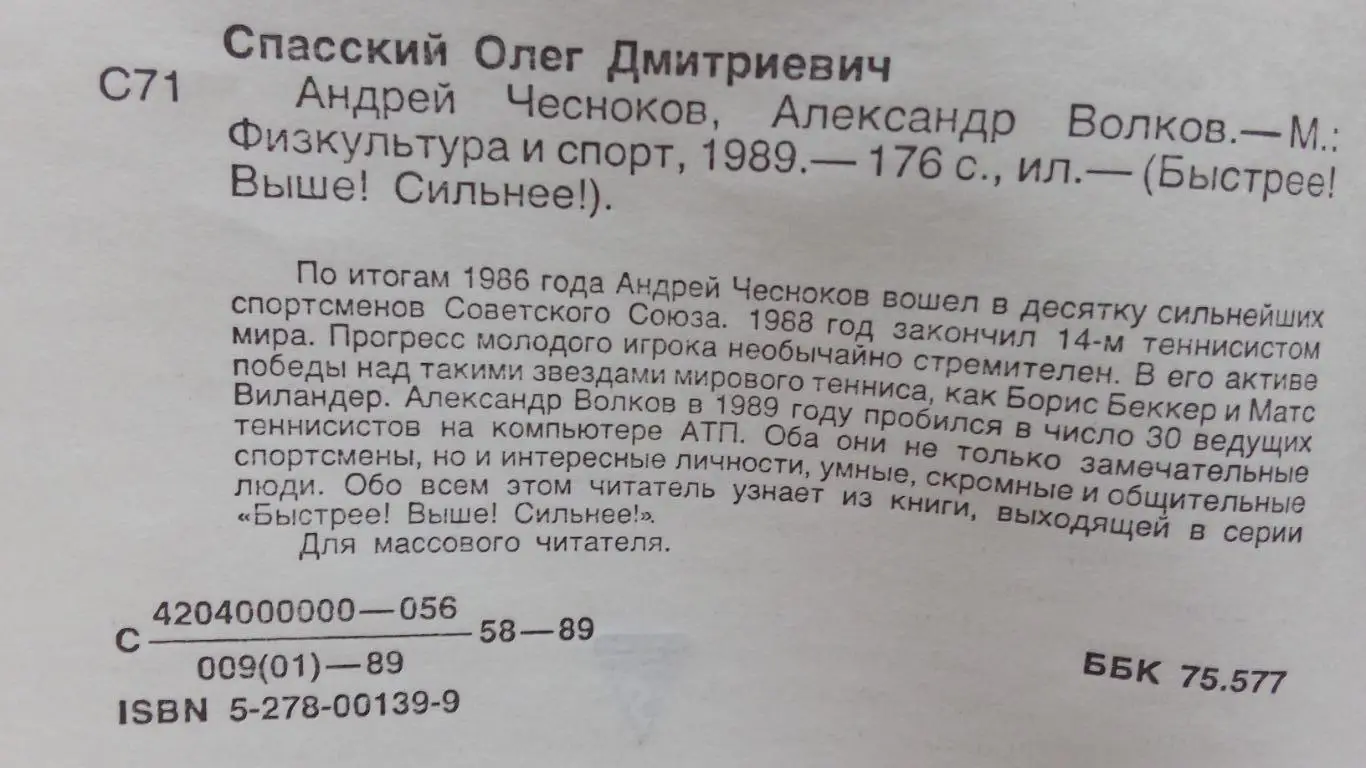 Спасский Олег Дмитриевич
С71 Андрей Чесноков, Александр Волков.—М.:
Физкультура и спорт, 1989.— 176 с., ил.— (Быстрее!
Выше! Сильнее!).
По итогам 1986 года Андрей Чесноков вошел в десятку сильнейших
спортсменов Советского Союза. 1988 год закончил 14-м теннисистом
мира. Прогресс молодого игрока необычайно стремителен. В его активе
победы над такими звездами мирового тенниса, как Борис Беккер и Матс
Виландер. Александр Волков в 1989 году пробился в число 30 ведущих
теннисистов на компьютере АТП. Оба они не только замечательные
спортсмены, но и интересные личности, умные, скромные и общительные
люди. Обо всем этом читатель узнает из книги, выходящей в серии
«Быстрее! Выше! Сильнее!».
Для массового читателя.
4204000000—056
С 58—89
009(01)—89
ББК 75.577
ISBN 5-278-00139-9